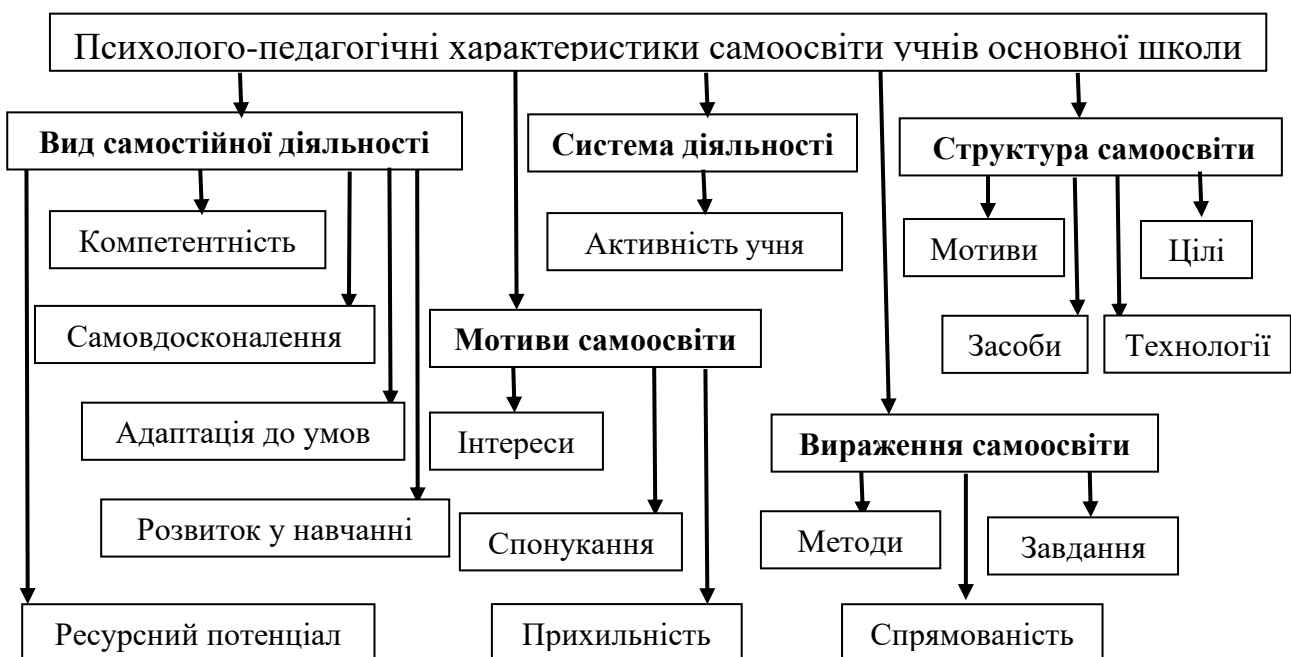 Психолого-педагогічні характеристики самоосвіти учнів основної школи
Вид самостійної діяльності
Система діяльності
Структура самоосвіти
Компетентність
Активність учня
Мотиви
Цілі
Самовдосконалення
Мотиви самоосвіти
Засоби
Технології
Адаптація до умов
Інтереси
Вираження самоосвіти
Розвиток у навчанні
Спонукання
Методи
Завдання
Ресурсний потенціал
Прихильність
Спрямованість